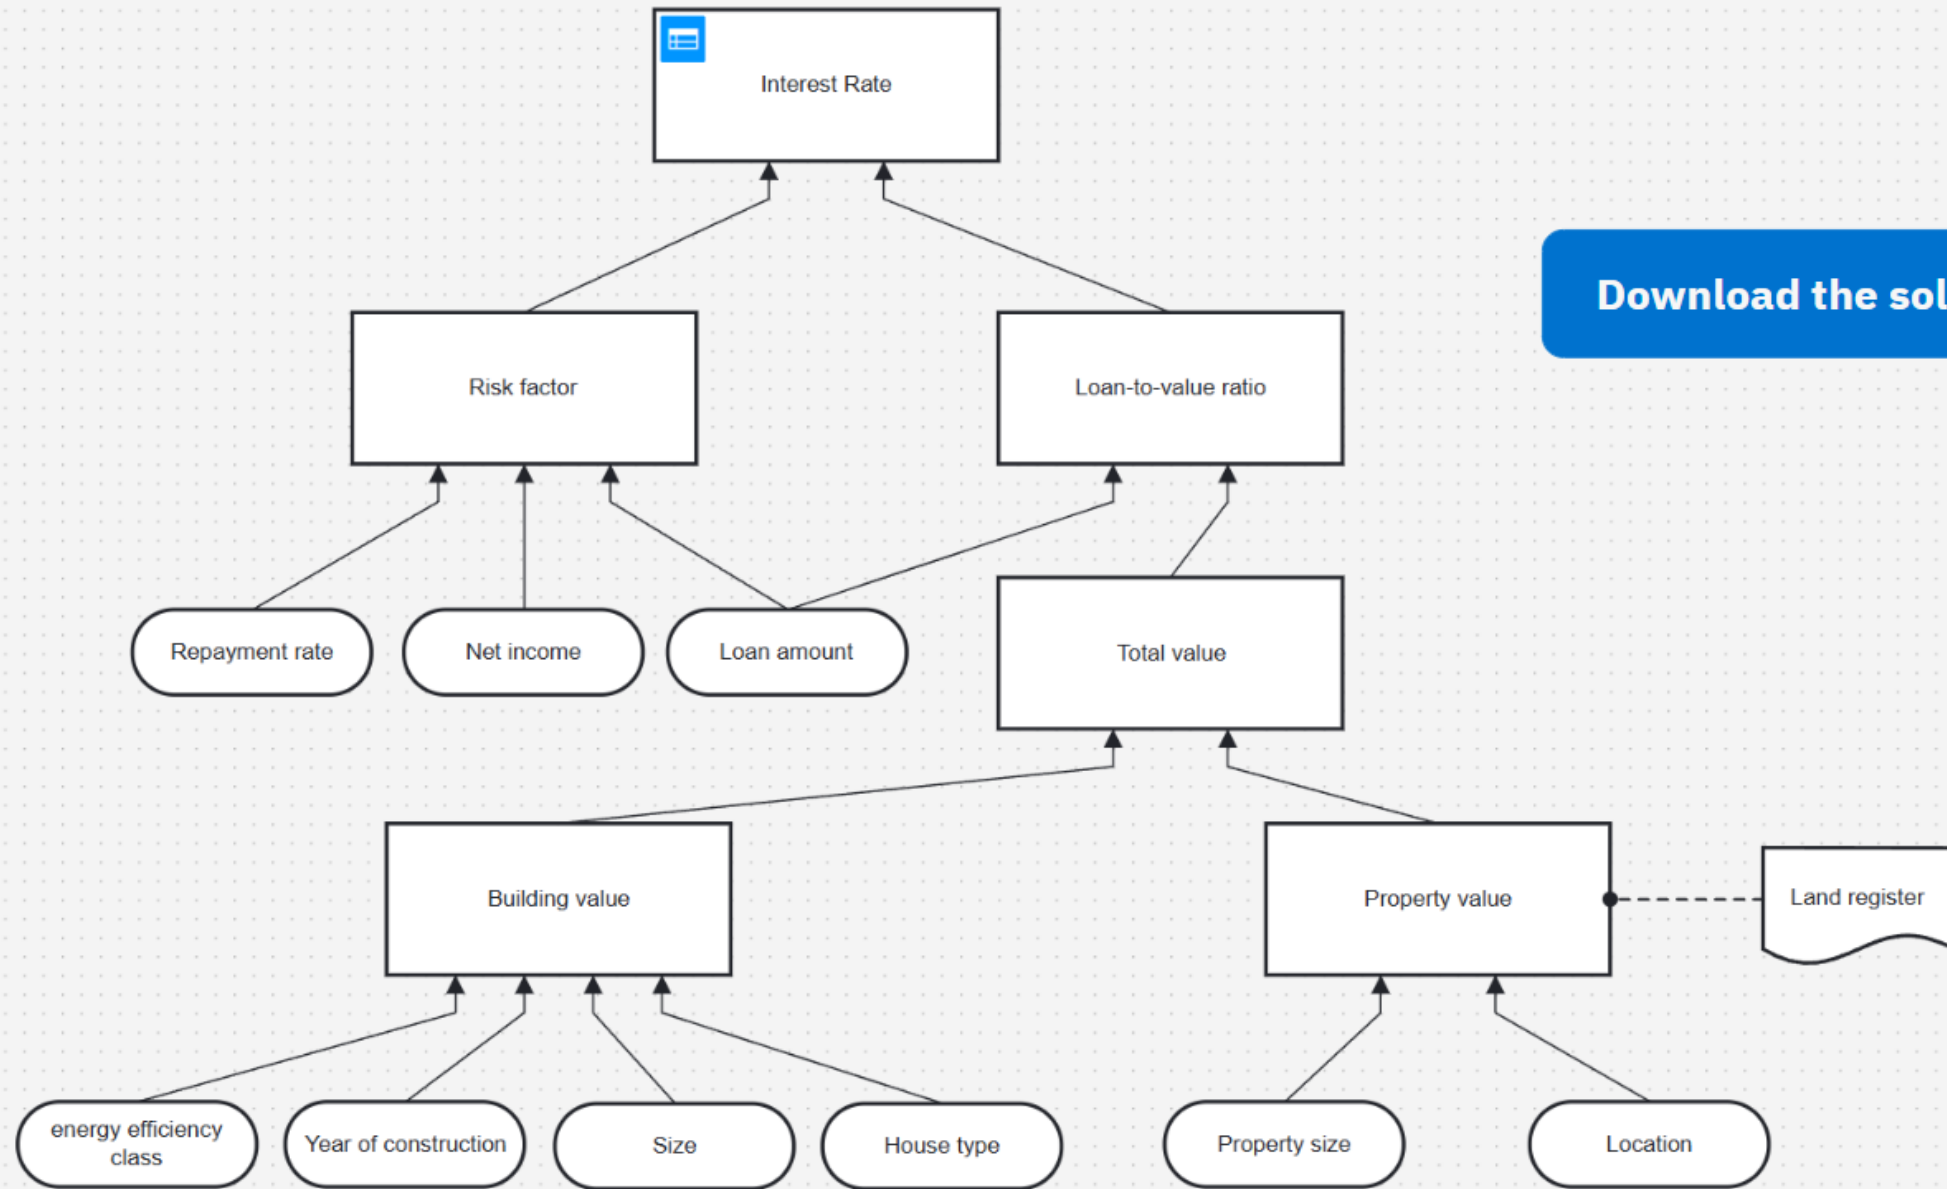 Interest Rate
Download the sol
Risk factor
Loan-to-value ratio
Repayment rate
Net income
Loan amount
Total value
Building value
Property value
Land register
energy efficiency
class
Year of construction
Size
House type
Property size
Location